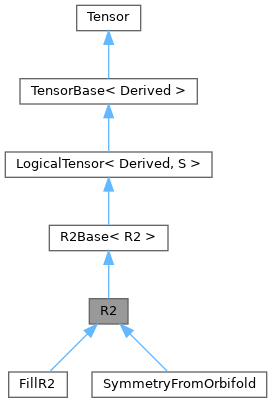 Tensor
TensorBase< Derived >
LogicalTensor< Derived, S >
R2Base< R2 >
R2
FillR2
SymmetryFromOrbifold